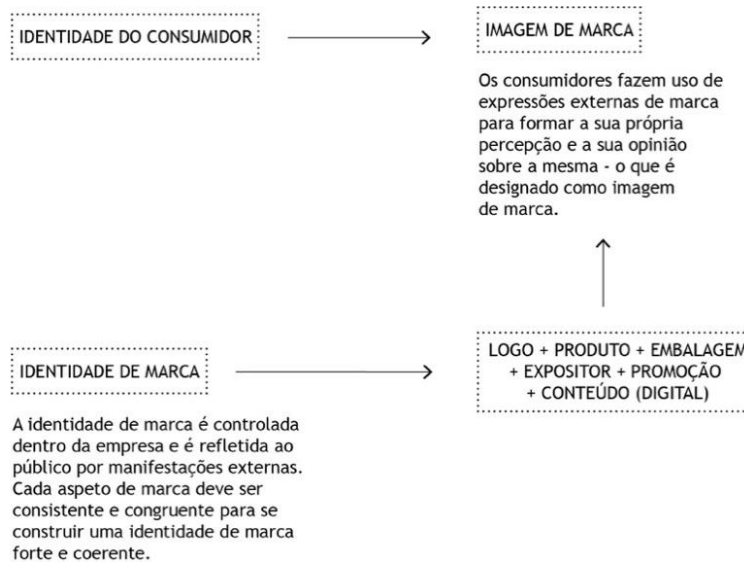 IDENTIDADE DO CONSUMIDOR
IMAGEM DE MARCA
Os consumidores fazem uso de
expressões externas de marca
para formar a sua própria
percepção e a sua opinião
sobre a mesma - o que é
designado como imagem
de marca.
IDENTIDADE DE MARCA
A identidade de marca é controlada
dentro da empresa e é refletida ao
público por manifestações externas.
Cada aspeto de marca deve ser
consistente e congruente para se
construir uma identidade de marca
forte e coerente.
LOGO + PRODUTO + EMBALAGEM
+ EXPOSITOR + PROMOÇÃO
+ CONTEÚDO (DIGITAL)